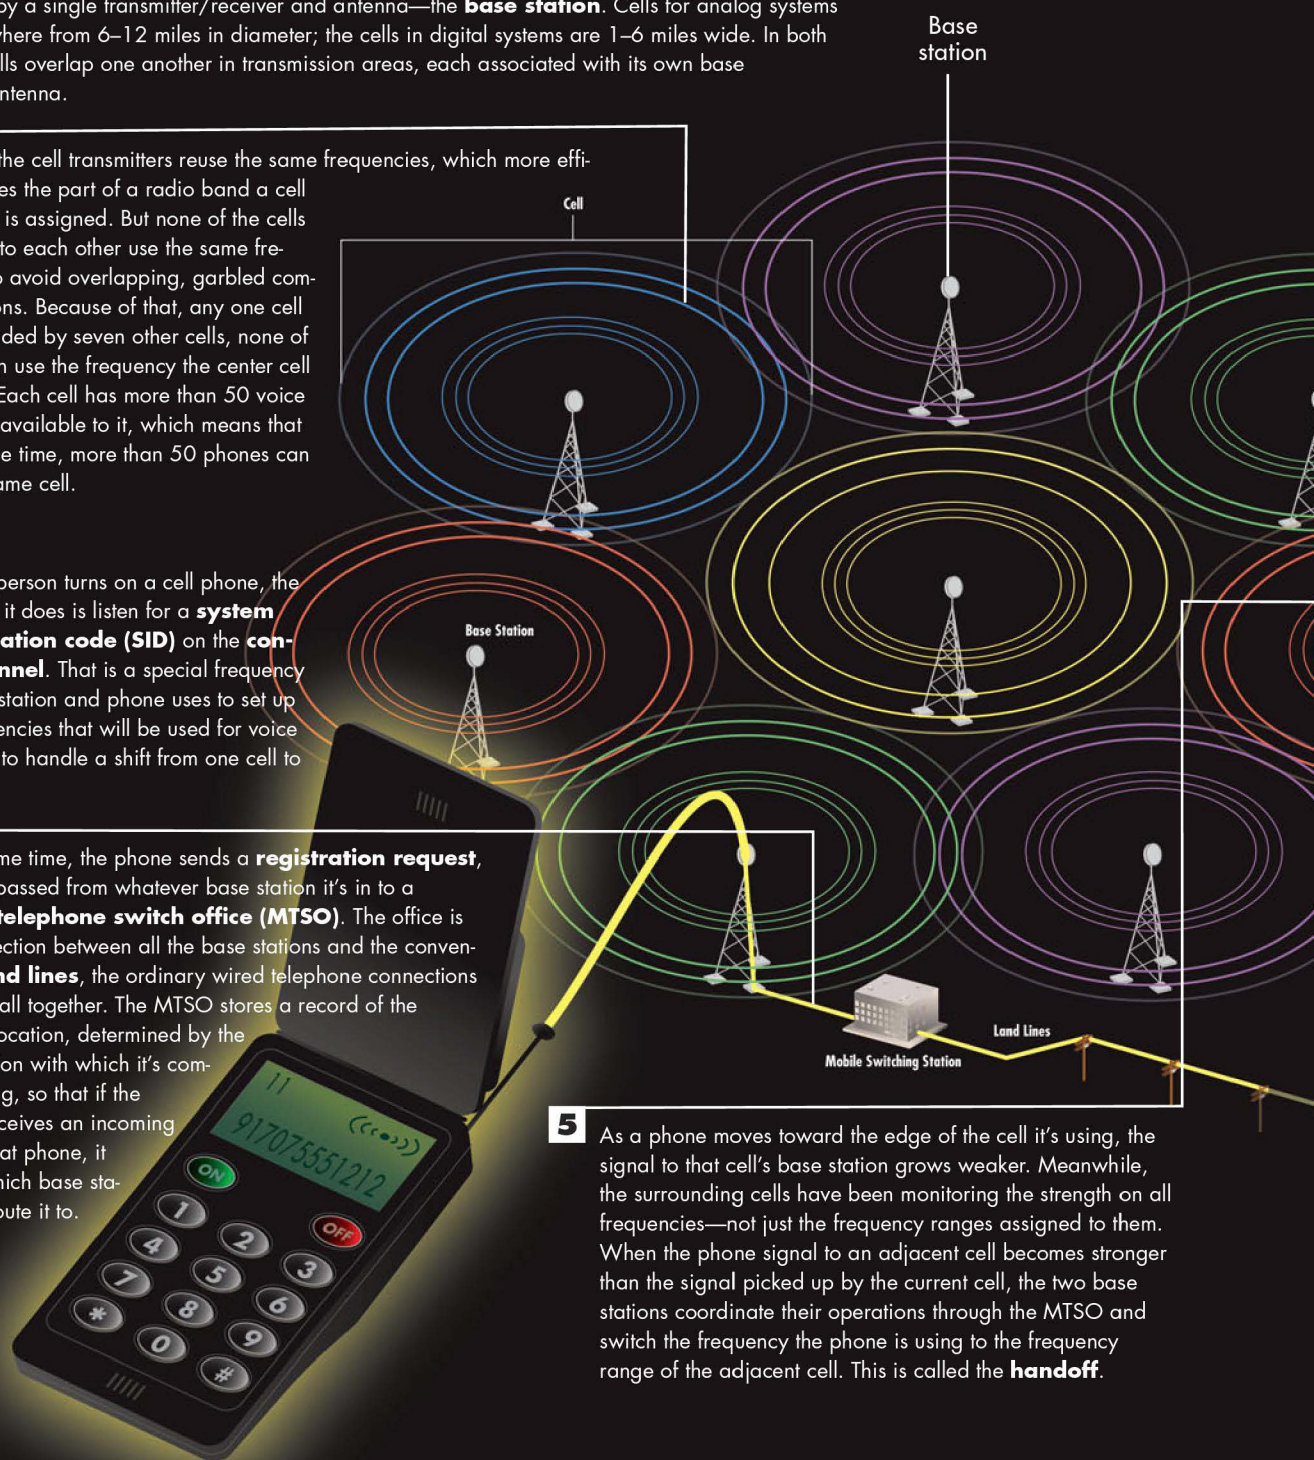 by a single transmitter/receiver and antenna—the base station. Cells for analog systems
here from 6–12 miles in diameter; the cells in digital systems are 1–6 miles wide. In both
lls overlap one another in transmission areas, each associated with its own base
ntenna.
Base
station
the cell transmitters reuse the same frequencies, which more effi-
es the part of a radio band a cell
is assigned. But none of the cells
to each other use the same fre-
o avoid overlapping, garbled com-
ons. Because of that, any one cell
ded by seven other cells, none of
n use the frequency the center cell
Each cell has more than 50 voice
available to it, which means that
e time, more than 50 phones can
ame cell.
Cell
person turns on a cell phone, the
it does is listen for a system
ation code (SID) on the con-
nnel. That is a special frequency
station and phone uses to set up
encies that will be used for voice
to handle a shift from one cell to
Base Station
me time, the phone sends a registration request,
passed from whatever base station it's in to a
telephone switch office (MTSO). The office is
ection between all the base stations and the conven-
nd lines, the ordinary wired telephone connections
all together. The MTSO stores a record of the
ocation, determined by the
on with which it's com-
g, so that if the
ceives an incoming
at phone, it
hich base sta-
oute it to.
Land Lines
Mobile Switching Station
11
917075551212
ON
OFF
1
2
3
4
5
6
7
8
9
*
0
#
5
As a phone moves toward the edge of the cell it's using, the
signal to that cell's base station grows weaker. Meanwhile,
the surrounding cells have been monitoring the strength on all
frequencies—not just the frequency ranges assigned to them.
When the phone signal to an adjacent cell becomes stronger
than the signal picked up by the current cell, the two base
stations coordinate their operations through the MTSO and
switch the frequency the phone is using to the frequency
range of the adjacent cell. This is called the handoff.